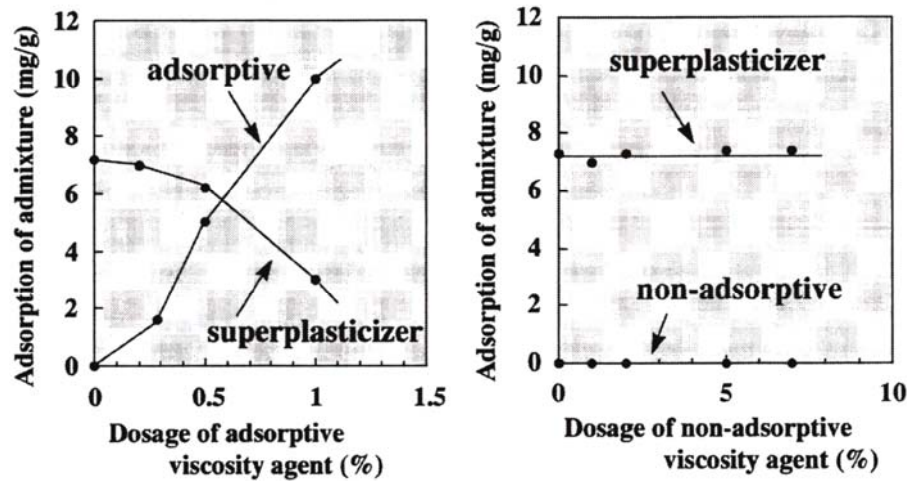 Adsorption of admixture (mg/g)
12
10
8
6
4
2
0
adsorptive
superplasticizer
0
0.5
1
1.5
Dosage of adsorptive
viscosity agent (%)
Adsorption of admixture (mg/g)
12
10
8
6
4
2
0
superplasticizer
non-adsorptive
0
5
10
Dosage of non-adsorptive
viscosity agent (%)